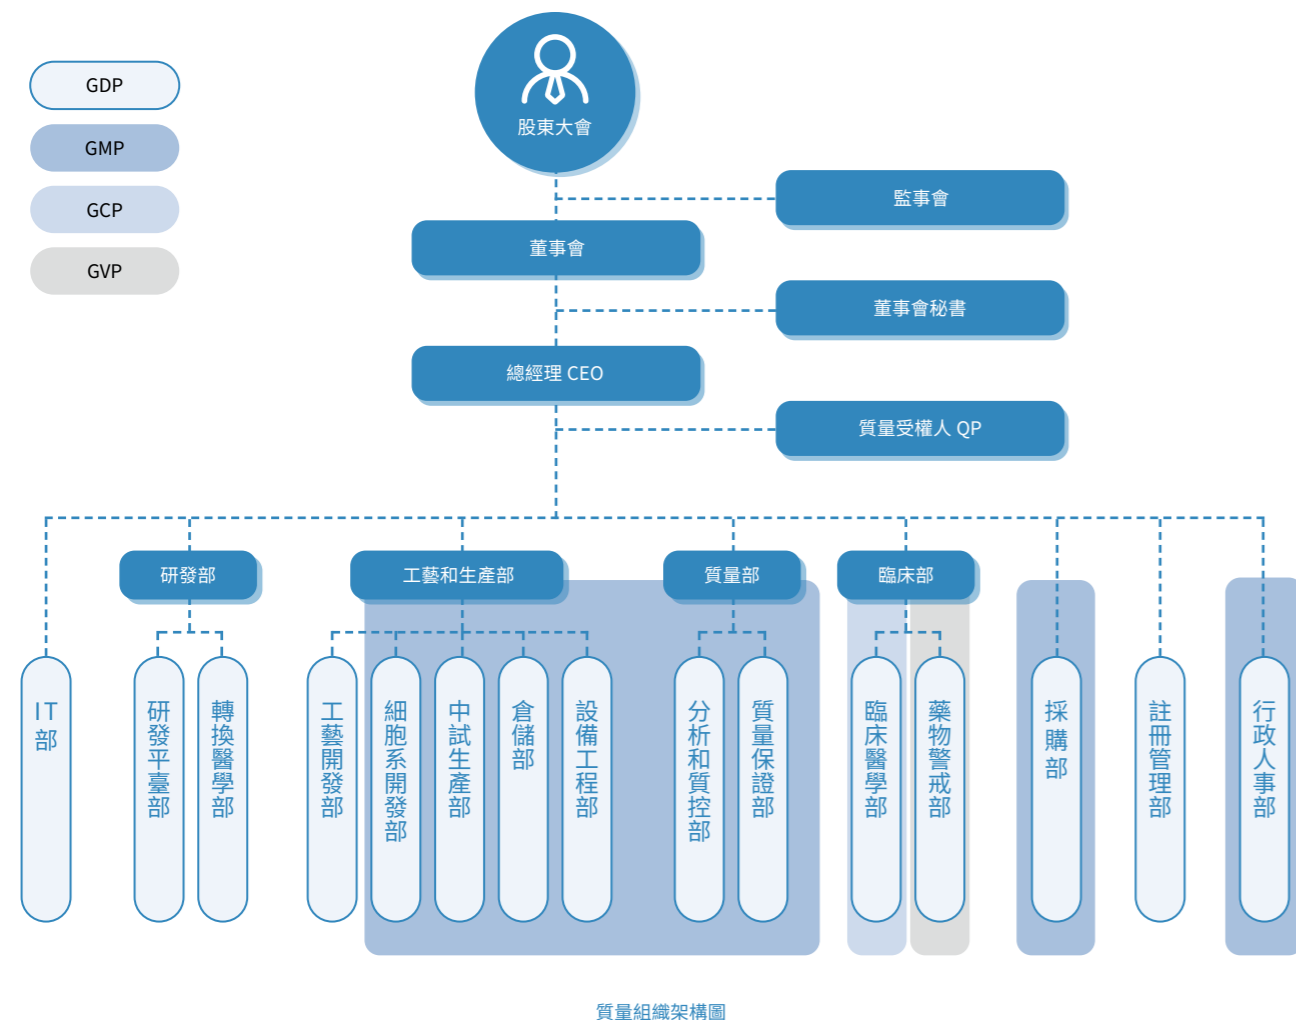 GDP
GMP
GCP
GVP
股東大會
監事會
董事會
董事會秘書
總經理 CEO
質量受權人 QP
研發部
工藝和生產部
質量部
臨床部
IT部
研發平臺部
轉換醫學部
工藝開發部
細胞系開發部
中試生產部
倉儲部
設備工程部
分析和質控部
質量保證部
臨床醫學部
藥物警戒部
採購部
註冊管理部
行政人事部
質量組織架構圖